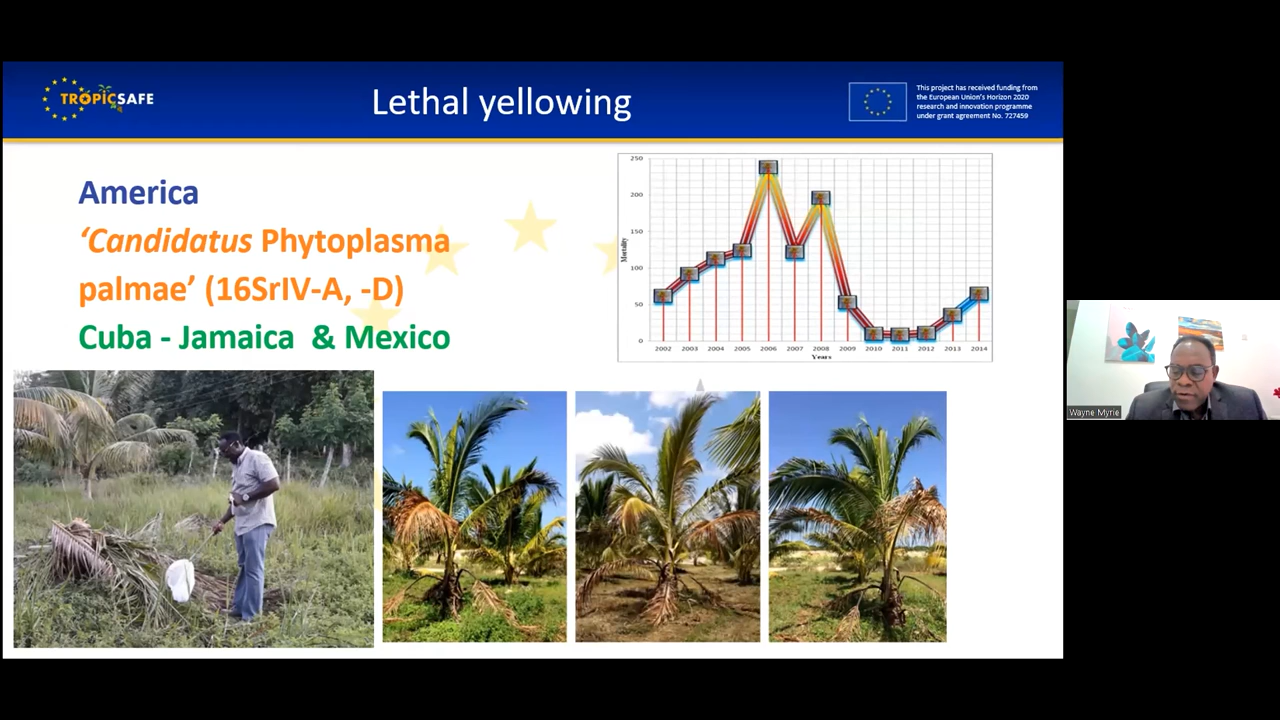 TROPICSAFE
Lethal yellowing
This project has received funding from
the European Union's Horizon 2020
research and innovation programme
under grant agreement No. 727459
America
‘Candidatus Phytoplasma
palmae’ (16SrIV-A, -D)
Cuba - Jamaica & Mexico
250
200
150
100
50
0
Mortality
2002 2003 2004 2005 2006 2007 2008 2009 2010 2011 2012 2013 2014
Years
Wayne Myrie